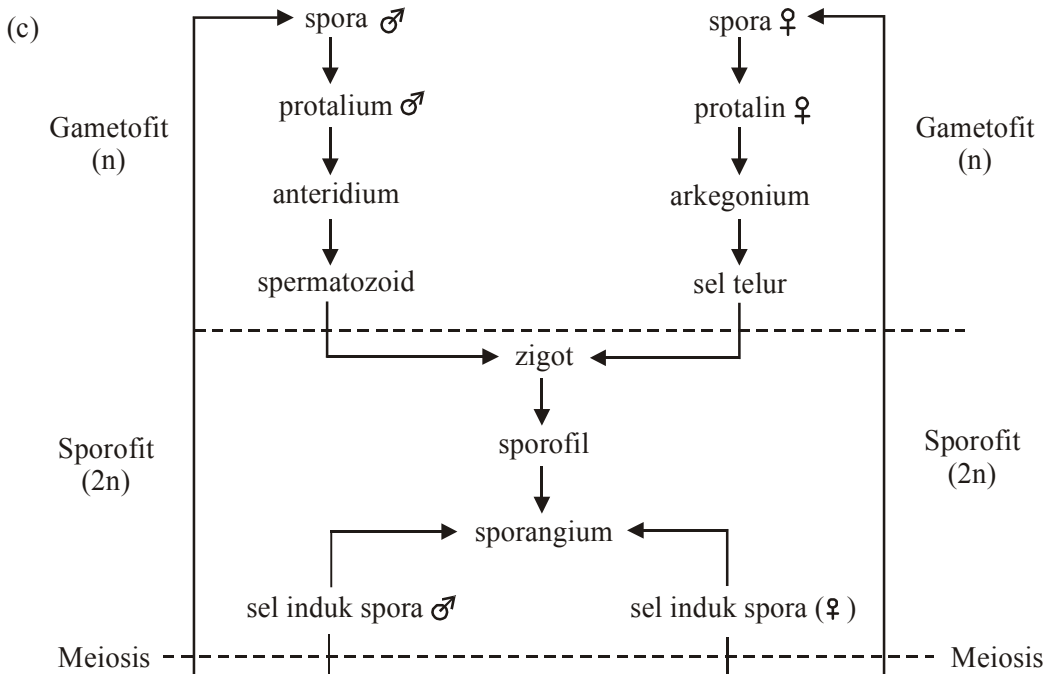 (c)
spora ♂ spora ♀
protalium ♂ protalin ♀
Gametofit Gametofit
(n) (n)
anteridium arkegonium
spermatozoid sel telur
zigot
Sporofit sporofil Sporofit
(2n) (2n)
sporangium
sel induk spora ♂ sel induk spora (♀)
Meiosis Meiosis